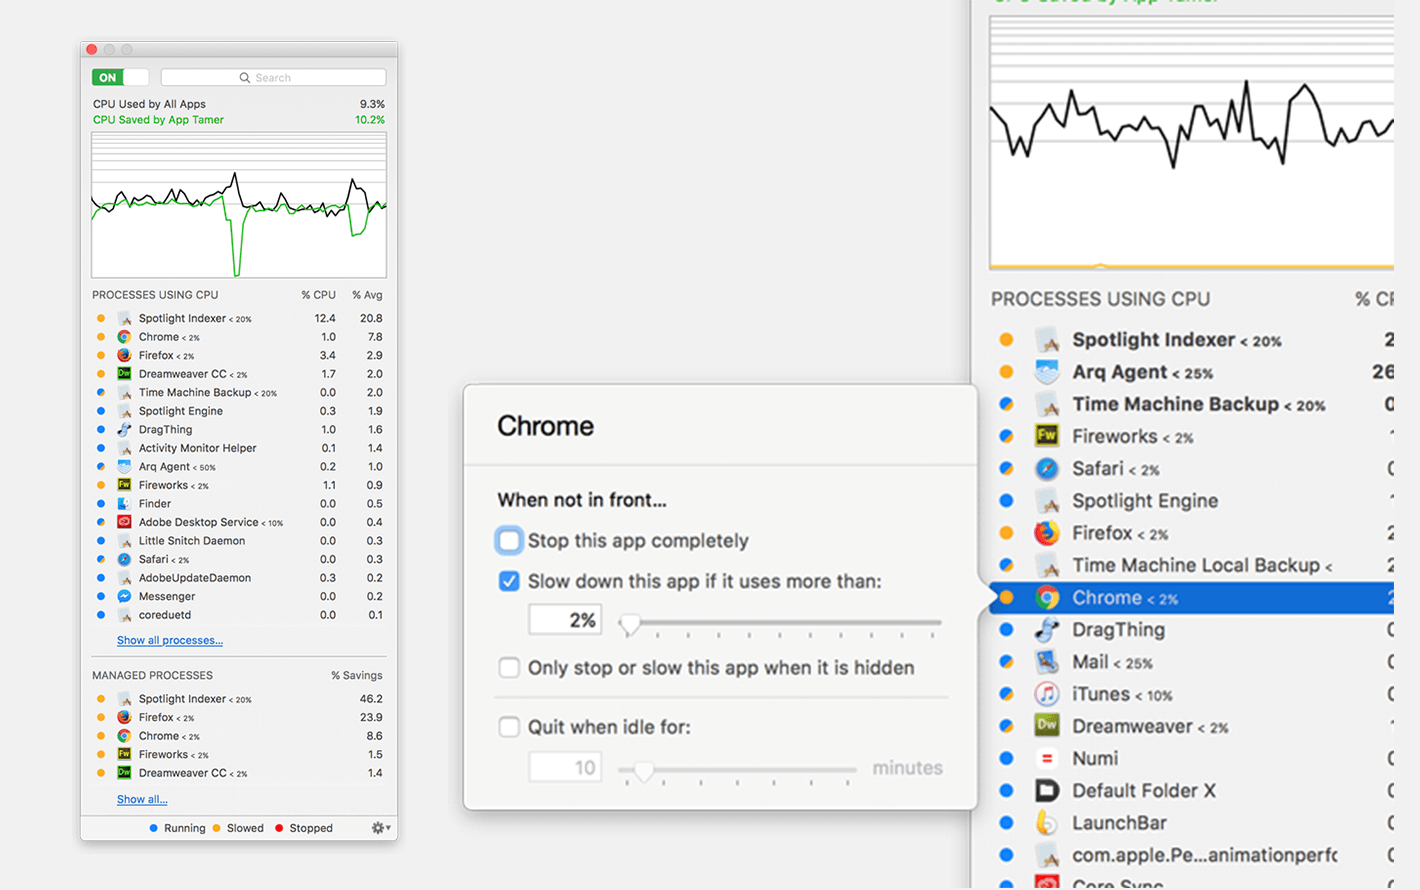 ON
Search
CPU Used by All Apps 9.3%
CPU Saved by App Tamer 10.2%
PROCESSES USING CPU % CPU % Avg
Spotlight Indexer < 20% 12.4 20.8
Chrome < 2% 1.0 7.8
Firefox < 2% 3.4 2.9
Dw Dreamweaver CC < 2% 1.7 2.0
Time Machine Backup < 20% 0.0 2.0
Spotlight Engine 0.3 1.9
DragThing 1.0 1.6
Activity Monitor Helper 0.1 1.4
Arq Agent < 50% 0.2 1.0
Fw Fireworks < 2% 1.1 0.9
Finder 0.0 0.5
Adobe Desktop Service < 10% 0.0 0.4
Little Snitch Daemon 0.0 0.3
Safari < 2% 0.0 0.3
AdobeUpdateDaemon 0.3 0.2
Messenger 0.0 0.2
coreduetd 0.0 0.1
Show all processes...
MANAGED PROCESSES % Savings
Spotlight Indexer < 20% 46.2
Firefox < 2% 23.9
Chrome < 2% 8.6
Fw Fireworks < 2% 1.5
Dw Dreamweaver CC < 2% 1.4
Show all...
Running Slowed Stopped
Chrome
When not in front...
Stop this app completely
Slow down this app if it uses more than:
2%
Only stop or slow this app when it is hidden
Quit when idle for:
10 minutes
CPU Saved by App Tamer
PROCESSES USING CPU % CP
Spotlight Indexer < 20% 2
Arq Agent < 25% 26
Time Machine Backup < 20% 0
Fw Fireworks < 2%
Safari < 2% 0
Spotlight Engine
Firefox < 2% 2
Time Machine Local Backup < 2
Chrome < 2% 2
DragThing 0
Mail < 25% 0
iTunes < 10% 0
Dw Dreamweaver < 2%
Numi 0
Default Folder X 0
LaunchBar 0
com.apple.Pe...animationperfc 0
Core Sync